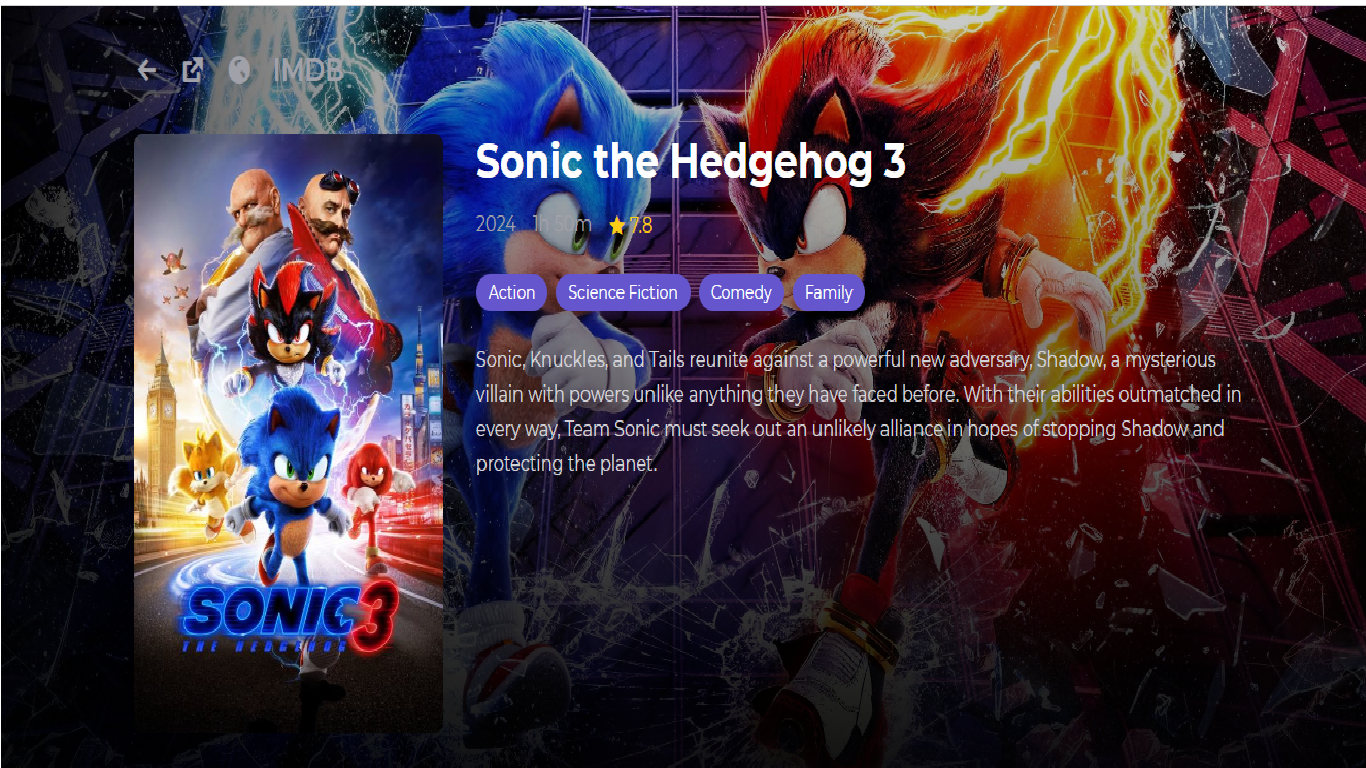 IMDB
Sonic the Hedgehog 3
2024 1h 50m ★ 7.8
Action Science Fiction Comedy Family
Sonic, Knuckles, and Tails reunite against a powerful new adversary, Shadow, a mysterious
villain with powers unlike anything they have faced before. With their abilities outmatched in
every way, Team Sonic must seek out an unlikely alliance in hopes of stopping Shadow and
protecting the planet.
SONIC 3
THE HEDGEHOG